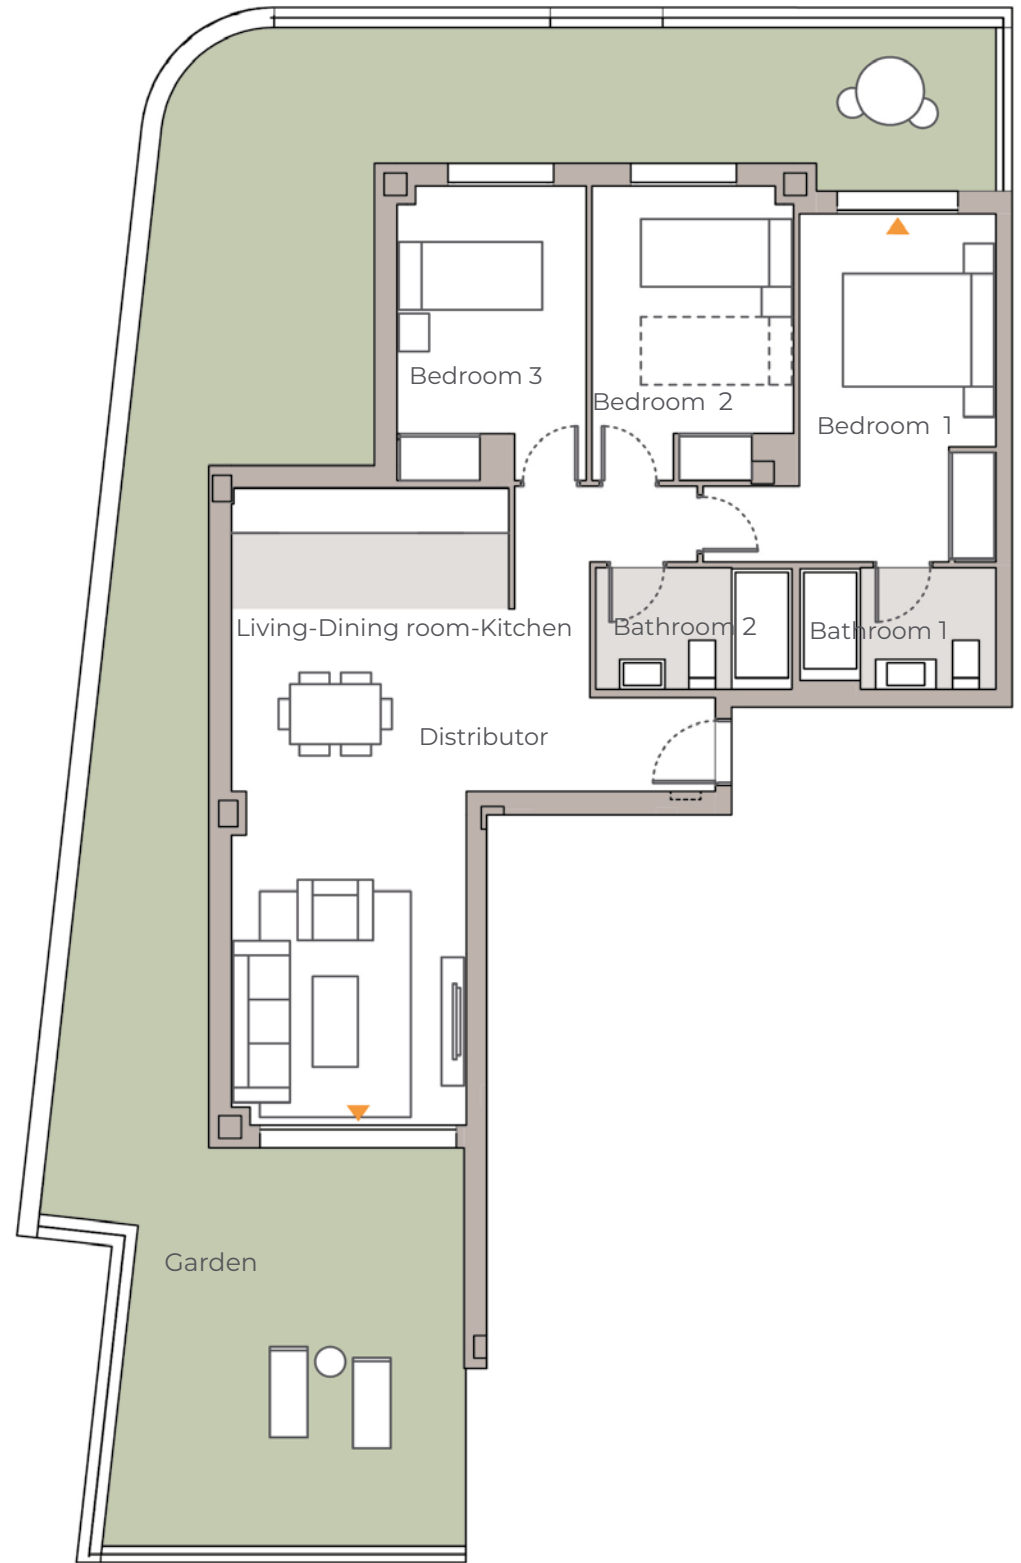 Bedroom 3
Bedroom 2
Bedroom 1
Living-Dining room-Kitchen
Bathroom 2
Bathroom 1
Distributor
Garden